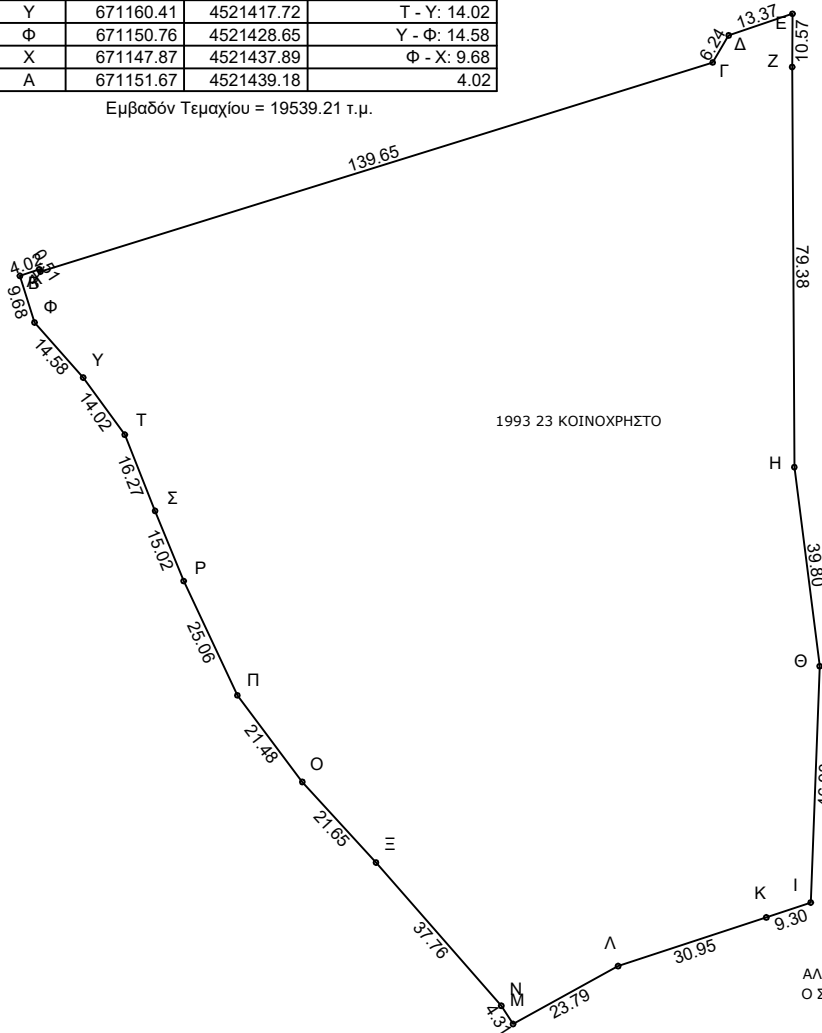 Υ 671160.41 4521417.72 Τ - Υ: 14.02
Φ 671150.76 4521428.65 Υ - Φ: 14.58
Χ 671147.87 4521437.89 Φ - Χ: 9.68
Α 671151.67 4521439.18 4.02
Εμβαδόν Τεμαχίου = 19539.21 τ.μ.
13.37
Ε
10.57
6.24
Δ
Ζ
Γ
139.65
4.02
79.38
9.68
Φ
14.58
Υ
14.02
Τ
1993 23 ΚΟΙΝΟΧΡΗΣΤΟ
16.27
Η
Σ
15.02
39.80
Ρ
25.06
Θ
Π
21.48
Ο
21.65
Ξ
Ι
Κ
9.30
37.76
30.95
Λ
ΑΛ
Ν
Μ
23.79
Ο Σ
4.37